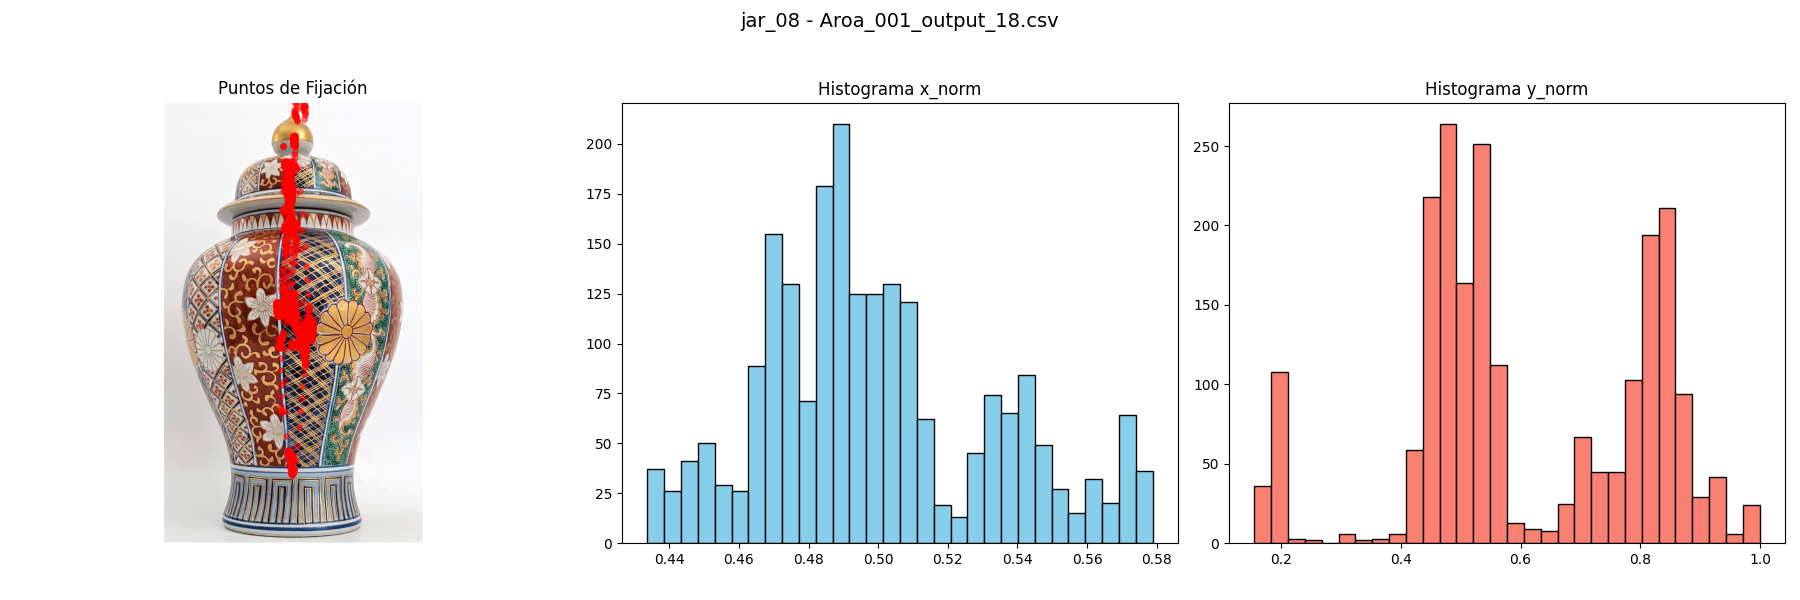 jar_08 - Aroa_001_output_18.csv
Puntos de Fijación
Histograma x_norm
Histograma y_norm
200
175
150
125
100
75
50
25
0
0.44 0.46 0.48 0.50 0.52 0.54 0.56 0.58
250
200
150
100
50
0
0.2 0.4 0.6 0.8 1.0